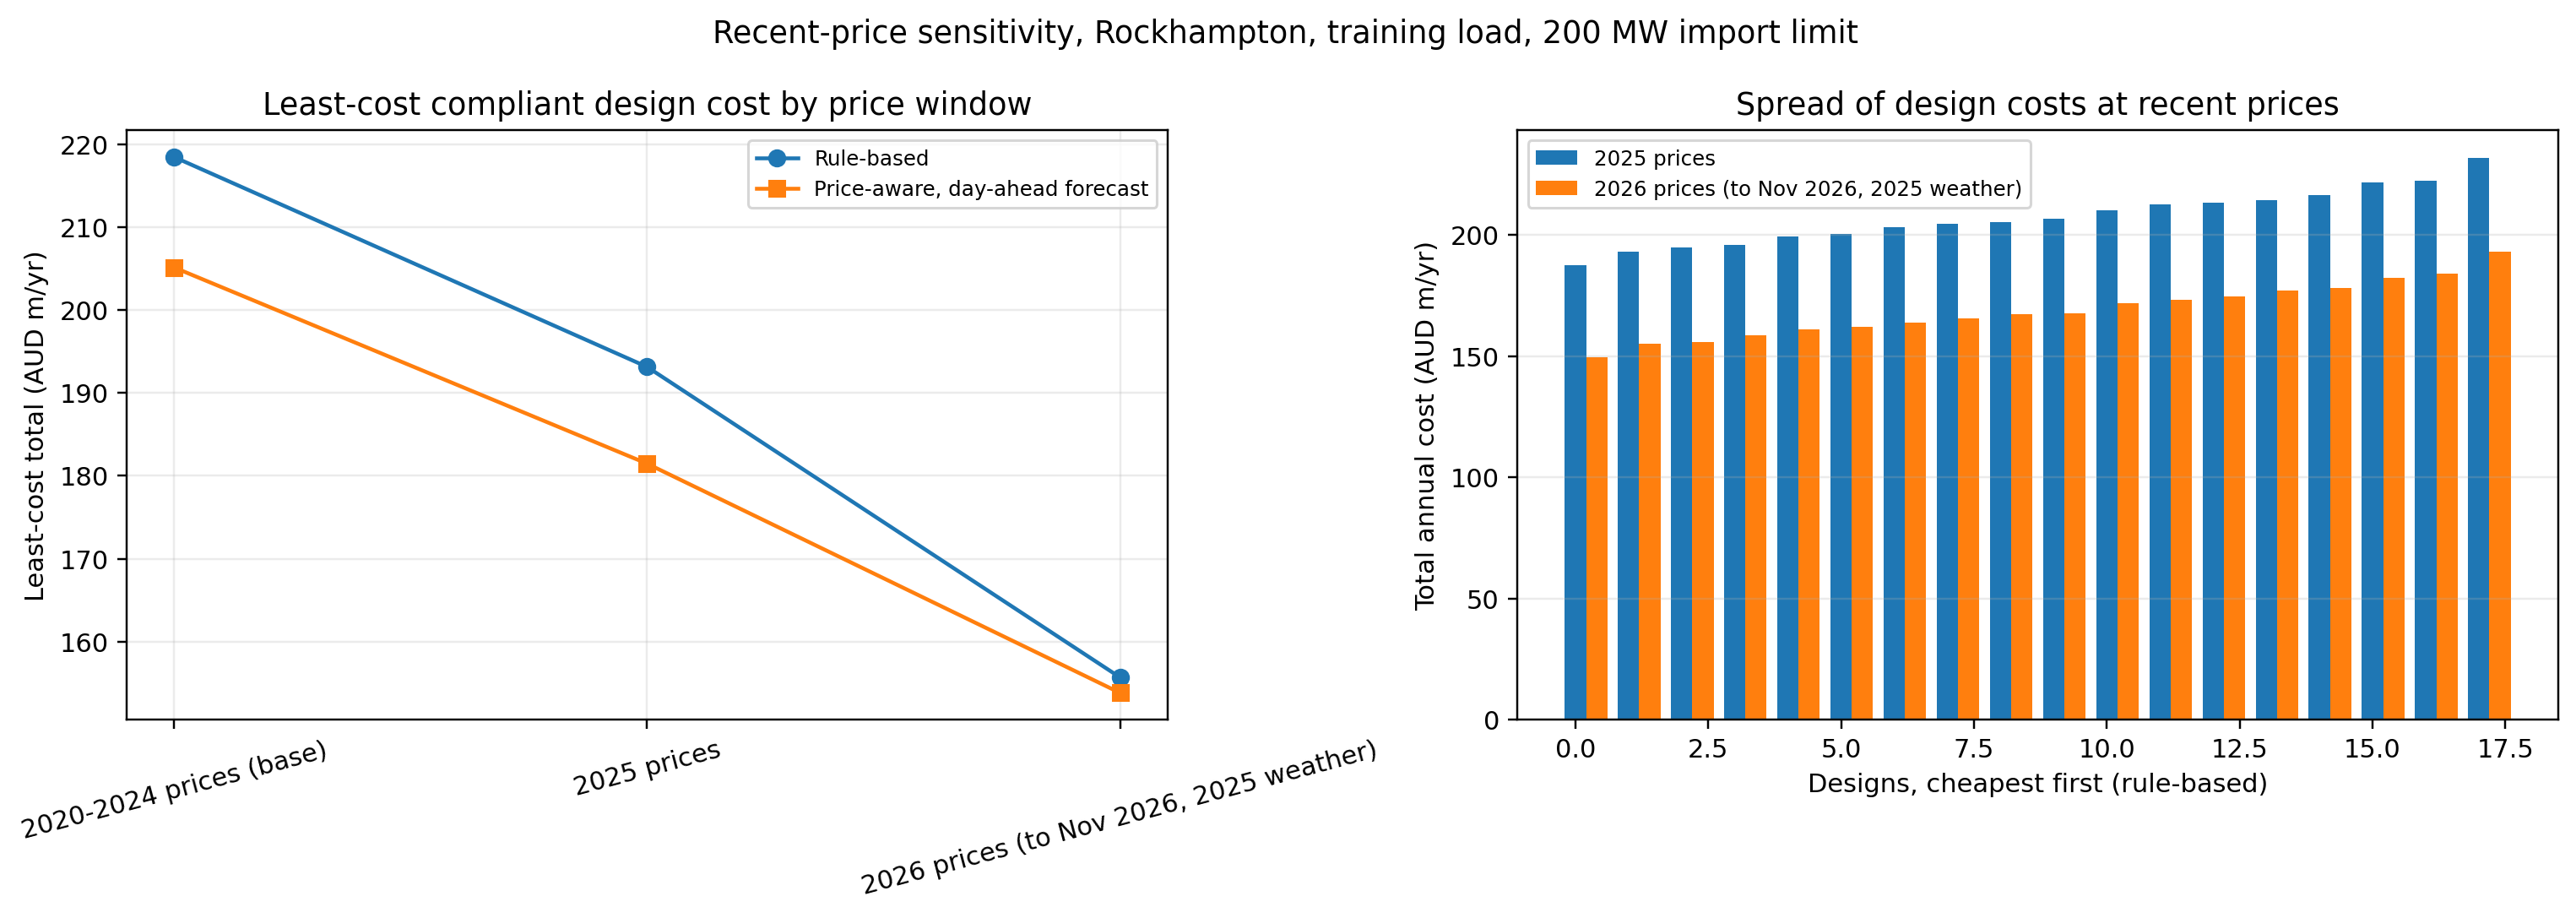 Recent-price sensitivity, Rockhampton, training load, 200 MW import limit
Least-cost compliant design cost by price window
Least-cost total (AUD m/yr)
220
210
200
190
180
170
160
Rule-based
Price-aware, day-ahead forecast
2020-2024 prices (base)
2025 prices
2026 prices (to Nov 2026, 2025 weather)
Spread of design costs at recent prices
Total annual cost (AUD m/yr)
200
150
100
50
0
2025 prices
2026 prices (to Nov 2026, 2025 weather)
0.0 2.5 5.0 7.5 10.0 12.5 15.0 17.5
Designs, cheapest first (rule-based)